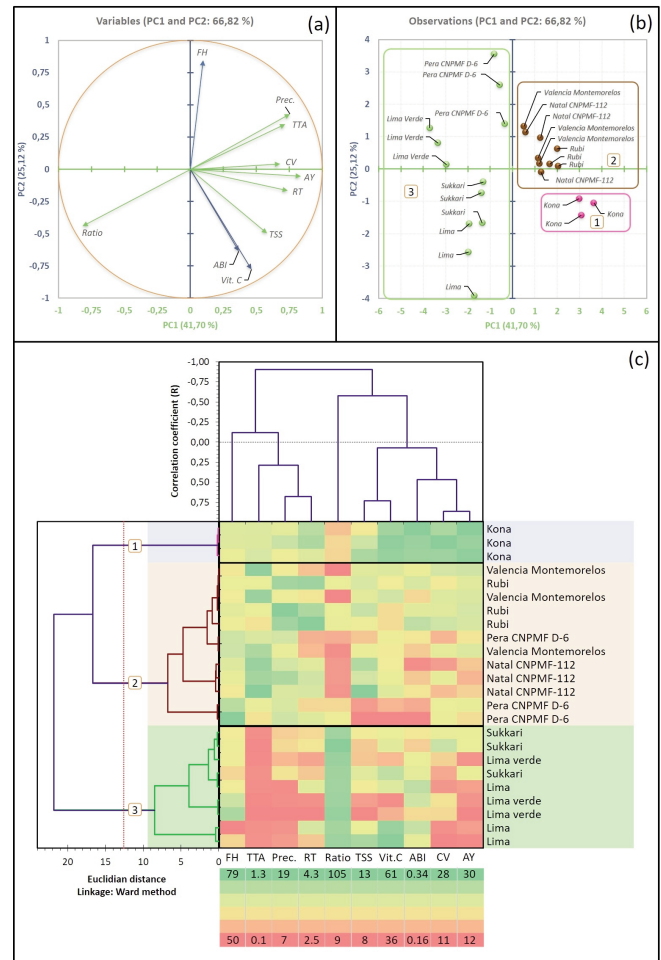 Variables (PC1 and PC2: 66,82 %)
(a)
PC2 (25,12 %)
1
0,75
0,5
0,25
0
-0,25
-0,5
-0,75
-1
FH
Prec.
TTA
CV
AY
RT
TSS
Ratio
ABI
Vit. C
-1
-0,75
-0,5
-0,25
0
0,25
0,5
0,75
1
PC1 (41,70 %)
Observations (PC1 and PC2: 66,82 %)
(b)
PC2 (25,12 %)
4
3
2
1
0
-1
-2
-3
-4
Pera CNPMF D-6
Pera CNPMF D-6
Pera CNPMF D-6
Lima Verde
Lima Verde
Lima Verde
Sukkari
Sukkari
Sukkari
Lima
Lima
Lima
3
Valencia Montemorelos
Natal CNPMF-112
Natal CNPMF-112
Valencia Montemorelos
Valencia Montemorelos
Rubi
Rubi
Rubi
2
Natal CNPMF-112
Kona
Kona
Kona
1
-6
-5
-4
-3
-2
-1
0
1
2
3
4
5
6
PC1 (41,70 %)
(c)
Correlation coefficient (R)
-1,00
-0,75
-0,50
-0,25
0,00
0,25
0,50
0,75
1
2
3
Kona
Kona
Kona
Valencia Montemorelos
Rubi
Valencia Montemorelos
Rubi
Rubi
Pera CNPMF D-6
Valencia Montemorelos
Natal CNPMF-112
Natal CNPMF-112
Natal CNPMF-112
Pera CNPMF D-6
Pera CNPMF D-6
Sukkari
Sukkari
Lima verde
Sukkari
Lima
Lima verde
Lima verde
Lima
Lima
20 15 10 5 0
Euclidian distance
Linkage: Ward method
FH TTA Prec. RT Ratio TSS Vit.C ABI CV AY
79 1.3 19 4.3 105 13 61 0.34 28 30
50 0.1 7 2.5 9 8 36 0.16 11 12